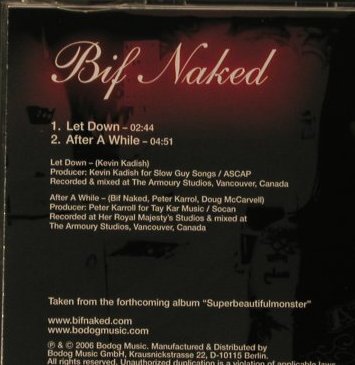 Bif Naked
1. Let Down – 02:44
2. After A While – 04:51
Let Down – (Kevin Kadish)
Producer: Kevin Kadish for Slow Guy Songs / ASCAP
Recorded & mixed at The Armoury Studios, Vancouver, Canada
After A While – (Bif Naked, Peter Karrol, Doug McCarvell)
Producer: Peter Karroll for Tay Kar Music / Socan
Recorded at Her Royal Majesty's Studios & mixed at
The Armoury Studios, Vancouver, Canada
Taken from the forthcoming album "Superbeautifulmonster"
www.bifnaked.com
www.bodogmusic.com
℗ & © 2006 Bodog Music. Manufactured & Distributed by
Bodog Music GmbH, Krausnickstrasse 22, D-10115 Berlin.
All rights reserved. Unauthorized duplication is a violation of applicable laws